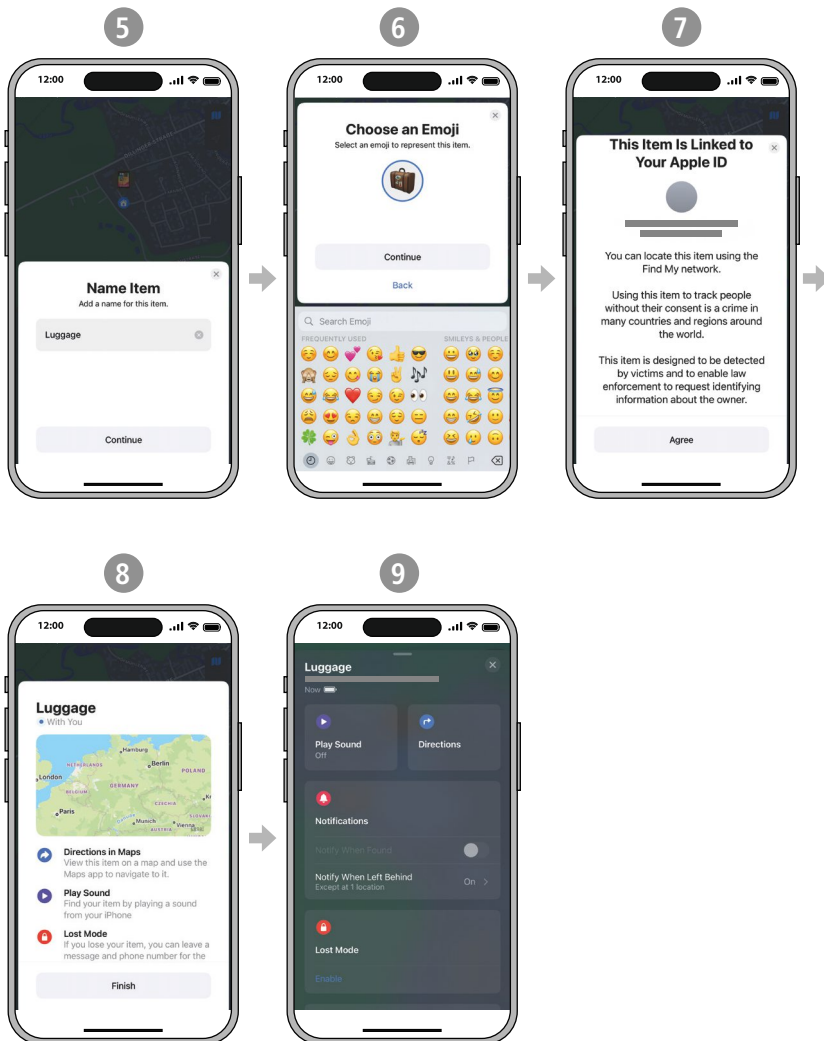 5
6
7
12:00
Name Item
Add a name for this item.
Luggage
Continue
12:00
Choose an Emoji
Select an emoji to represent this item.
Continue
Back
Search Emoji
FREQUENTLY USED
SMILEYS & PEOPLE
12:00
This Item Is Linked to
Your Apple ID
You can locate this item using the
Find My network.
Using this item to track people
without their consent is a crime in
many countries and regions around
the world.
This item is designed to be detected
by victims and to enable law
enforcement to request identifying
information about the owner.
Agree
8
9
12:00
Luggage
With You
Hamburg
Berlin
NETHERLANDS
POLAND
London
GERMANY
BELGIUM
CZECHIA
Paris
Munich
Vienna
AUSTRIA
Directions in Maps
View this item on a map and use the
Maps app to navigate to it.
Play Sound
Find your item by playing a sound
from your iPhone
Lost Mode
If you lose your item, you can leave a
message and phone number for the
Finish
12:00
Luggage
Now
Play Sound
Off
Directions
Notifications
Notify When Found
Notify When Left Behind
Except at 1 location
On
Lost Mode
Enable